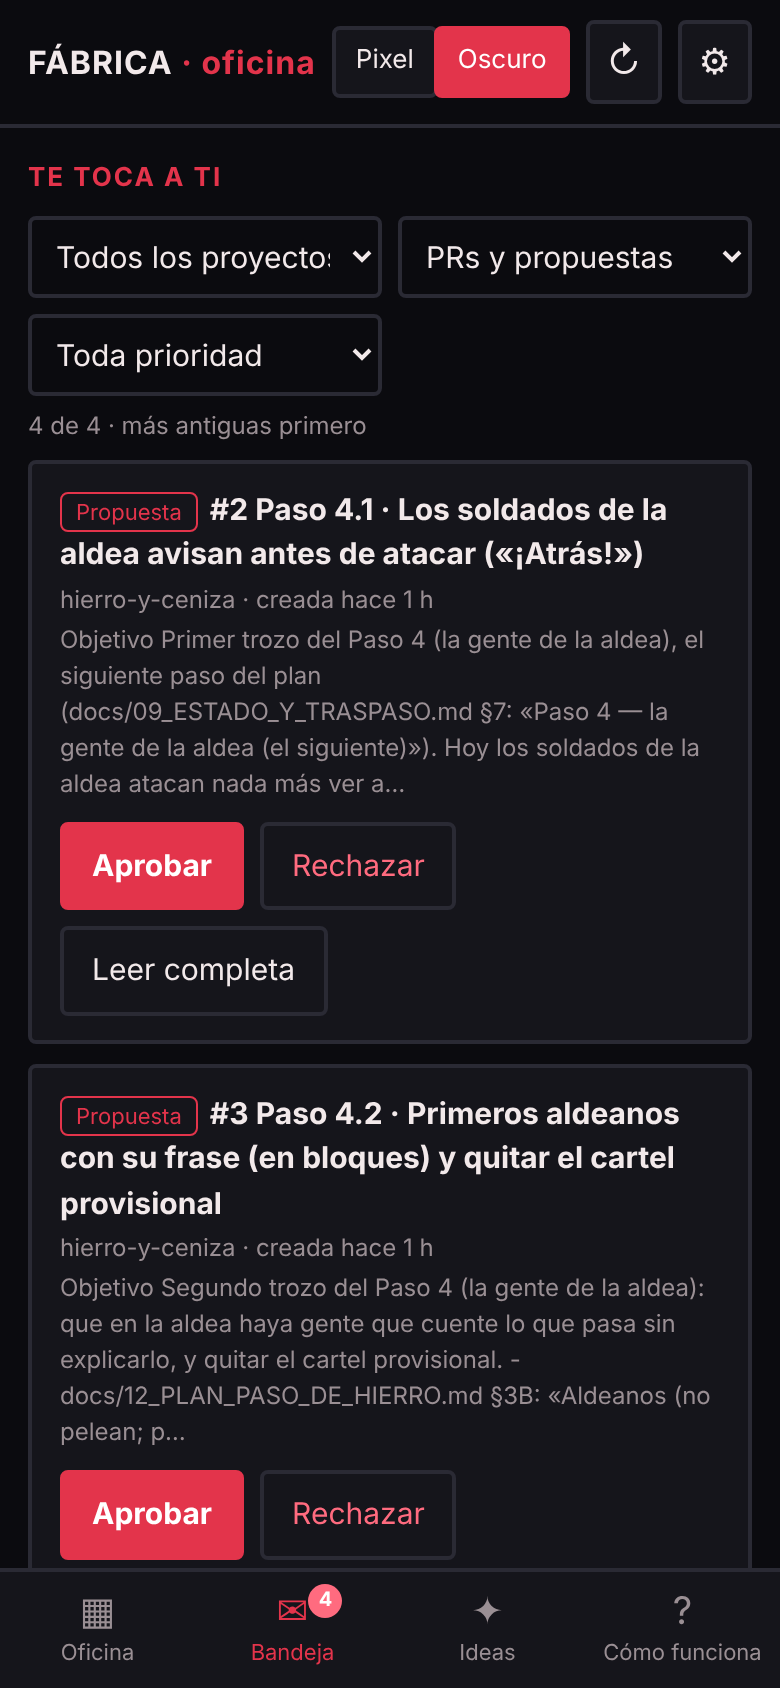 FÁBRICA · oficina
Pixel
Oscuro
TE TOCA A TI
Todos los proyectos
PRs y propuestas
Toda prioridad
4 de 4 · más antiguas primero
Propuesta #2 Paso 4.1 · Los soldados de la
aldea avisan antes de atacar («¡Atrás!»)
hierro-y-ceniza · creada hace 1 h
Objetivo Primer trozo del Paso 4 (la gente de la aldea), el
siguiente paso del plan
(docs/09_ESTADO_Y_TRASPASO.md §7: «Paso 4 — la
gente de la aldea (el siguiente)»). Hoy los soldados de la
aldea atacan nada más ver a...
Aprobar
Rechazar
Leer completa
Propuesta #3 Paso 4.2 · Primeros aldeanos
con su frase (en bloques) y quitar el cartel
provisional
hierro-y-ceniza · creada hace 1 h
Objetivo Segundo trozo del Paso 4 (la gente de la aldea):
que en la aldea haya gente que cuente lo que pasa sin
explicarlo, y quitar el cartel provisional. -
docs/12_PLAN_PASO_DE_HIERRO.md §3B: «Aldeanos (no
pelean; p...
Aprobar
Rechazar
4
Oficina
Bandeja
Ideas
?
Cómo funciona